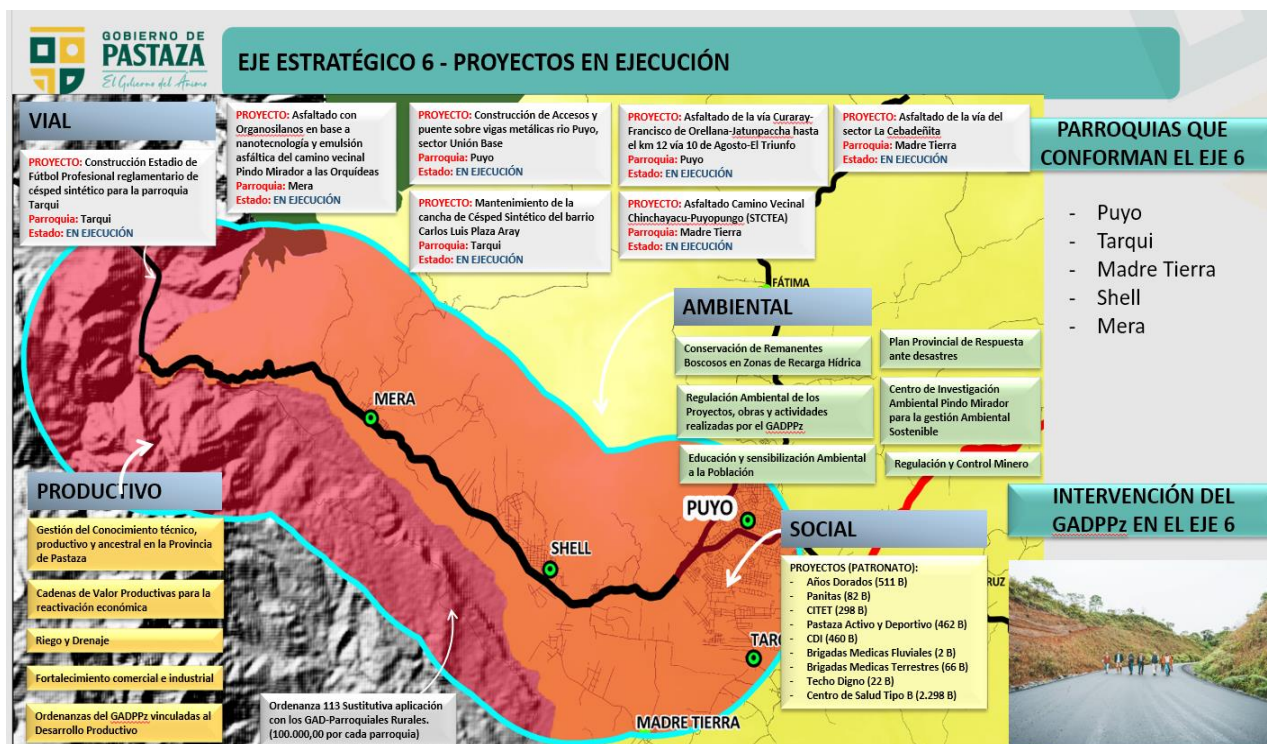 GOBIERNO DE
PASTAZA
El Gobierno del Ánimo
EJE ESTRATÉGICO 6 - PROYECTOS EN EJECUCIÓN
VIAL
PROYECTO: Construcción Estadio de
Fútbol Profesional reglamentario de
césped sintético para la parroquia
Tarqui
Parroquia: Tarqui
Estado: EN EJECUCIÓN
PROYECTO: Asfaltado con
Organosilanos en base a
nanotecnología y emulsión
asfáltica del camino vecinal
Pindo Mirador a las Orquídeas
Parroquia: Mera
Estado: EN EJECUCIÓN
PROYECTO: Construcción de Accesos y
puente sobre vigas metálicas rio Puyo,
sector Unión Base
Parroquia: Puyo
Estado: EN EJECUCIÓN
PROYECTO: Mantenimiento de la
cancha de Césped Sintético del barrio
Carlos Luis Plaza Aray
Parroquia: Tarqui
Estado: EN EJECUCIÓN
PROYECTO: Asfaltado de la vía Curaray-
Francisco de Orellana-Jatunpaccha hasta
el km 12 vía 10 de Agosto-El Triunfo
Parroquia: Puyo
Estado: EN EJECUCIÓN
PROYECTO: Asfaltado Camino Vecinal
Chinchayacu-Puyopungo (STCTEA)
Parroquia: Madre Tierra
Estado: EN EJECUCIÓN
PROYECTO: Asfaltado de la vía del
sector La Cebadeñita
Parroquia: Madre Tierra
Estado: EN EJECUCIÓN
PARROQUIAS QUE
CONFORMAN EL EJE 6
- Puyo
- Tarqui
- Madre Tierra
- Shell
- Mera
FÁTIMA
AMBIENTAL
Conservación de Remanentes
Boscosos en Zonas de Recarga Hídrica
Regulación Ambiental de los
Proyectos, obras y actividades
realizadas por el GADPPz
Educación y sensibilización Ambiental
a la Población
Plan Provincial de Respuesta
ante desastres
Centro de Investigación
Ambiental Pindo Mirador
para la gestión Ambiental
Sostenible
Regulación y Control Minero
MERA
SHELL
PUYO
TARQ
MADRE TIERRA
RUZ
PRODUCTIVO
Gestión del Conocimiento técnico,
productivo y ancestral en la Provincia
de Pastaza
Cadenas de Valor Productivas para la
reactivación económica
Riego y Drenaje
Fortalecimiento comercial e industrial
Ordenanzas del GADPPz vinculadas al
Desarrollo Productivo
Ordenanza 113 Sustitutiva aplicación
con los GAD-Parroquiales Rurales.
(100.000,00 por cada parroquia)
SOCIAL
PROYECTOS (PATRONATO):
- Años Dorados (511 B)
- Panitas (82 B)
- CITET (298 B)
- Pastaza Activo y Deportivo (462 B)
- CDI (460 B)
- Brigadas Medicas Fluviales (2 B)
- Brigadas Medicas Terrestres (66 B)
- Techo Digno (22 B)
- Centro de Salud Tipo B (2.298 B)
INTERVENCIÓN DEL
GADPPz EN EL EJE 6